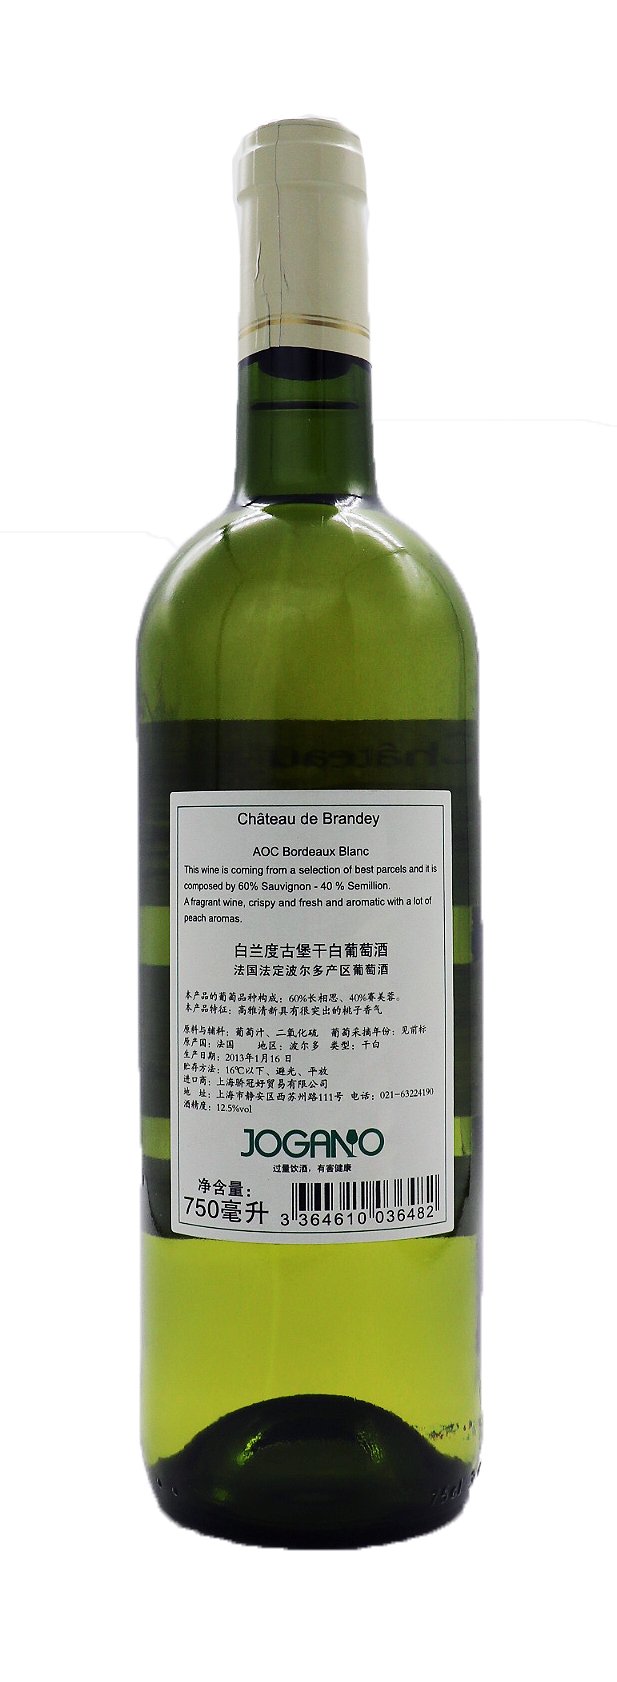 Château
Château de Brandey
AOC Bordeaux Blanc
This wine is coming from a selection of best parcels and it is
composed by 60% Sauvignon - 40 % Semillion.
A fragrant wine, crispy and fresh and aromatic with a lot of
peach aromas.
白兰度古堡干白葡萄酒
法国法定波尔多产区葡萄酒
本产品的葡萄品种构成：60%长相思、40%赛芙蓉。
本产品特征：高雅清新具有很突出的桃子香气
原料与辅料：葡萄汁、二氧化硫 葡萄采摘年份：见前标
原产国：法国 地区：波尔多 类型：干白
生产日期：2013年1月16 日
贮存方法：16℃以下、避光、平放
进口商：上海骄冠好贸易有限公司
地 址：上海市静安区西苏州路111号 电话：021-63224190
酒精度：12.5%vol
JOGANO
过量饮酒，有害健康
净含量：
750毫升
3 364610 036482